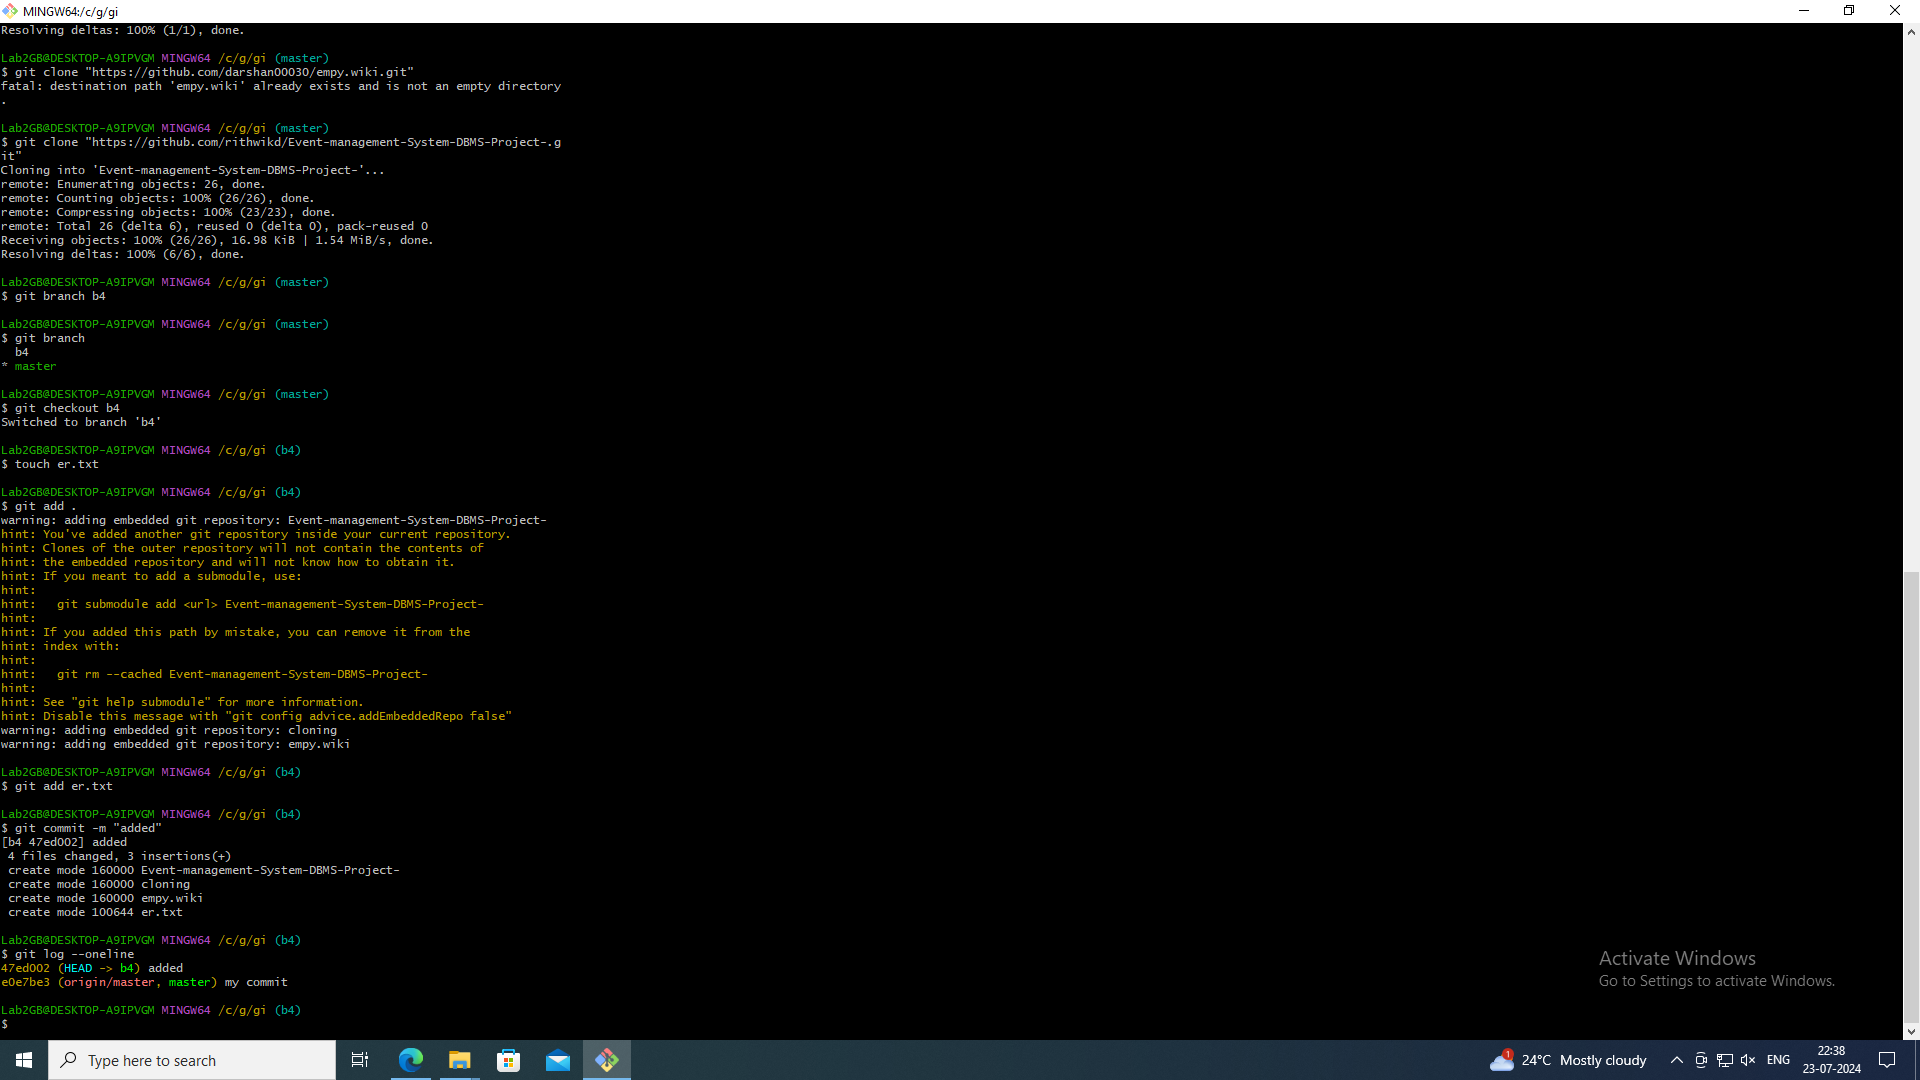 MINGW64:/c/g/gi
Resolving deltas: 100% (1/1), done.
Lab2GB@DESKTOP-A9IPVGM MINGW64 /c/g/gi (master)
$ git clone "https://github.com/darshan00030/empy.wiki.git"
fatal: destination path 'empy.wiki' already exists and is not an empty directory
.
Lab2GB@DESKTOP-A9IPVGM MINGW64 /c/g/gi (master)
$ git clone "https://github.com/rithwikd/Event-management-System-DBMS-Project-.g
it"
Cloning into 'Event-management-System-DBMS-Project-'...
remote: Enumerating objects: 26, done.
remote: Counting objects: 100% (26/26), done.
remote: Compressing objects: 100% (23/23), done.
remote: Total 26 (delta 6), reused 0 (delta 0), pack-reused 0
Receiving objects: 100% (26/26), 16.98 KiB | 1.54 MiB/s, done.
Resolving deltas: 100% (6/6), done.
Lab2GB@DESKTOP-A9IPVGM MINGW64 /c/g/gi (master)
$ git branch b4
Lab2GB@DESKTOP-A9IPVGM MINGW64 /c/g/gi (master)
$ git branch
b4
* master
Lab2GB@DESKTOP-A9IPVGM MINGW64 /c/g/gi (master)
$ git checkout b4
Switched to branch 'b4'
Lab2GB@DESKTOP-A9IPVGM MINGW64 /c/g/gi (b4)
$ touch er.txt
Lab2GB@DESKTOP-A9IPVGM MINGW64 /c/g/gi (b4)
$ git add .
warning: adding embedded git repository: Event-management-System-DBMS-Project-
hint: You've added another git repository inside your current repository.
hint: Clones of the outer repository will not contain the contents of
hint: the embedded repository and will not know how to obtain it.
hint: If you meant to add a submodule, use:
hint:
hint:   git submodule add <url> Event-management-System-DBMS-Project-
hint:
hint: If you added this path by mistake, you can remove it from the
hint: index with:
hint:
hint:   git rm --cached Event-management-System-DBMS-Project-
hint:
hint: See "git help submodule" for more information.
hint: Disable this message with "git config advice.addEmbeddedRepo false"
warning: adding embedded git repository: cloning
warning: adding embedded git repository: empy.wiki
Lab2GB@DESKTOP-A9IPVGM MINGW64 /c/g/gi (b4)
$ git add er.txt
Lab2GB@DESKTOP-A9IPVGM MINGW64 /c/g/gi (b4)
$ git commit -m "added"
[b4 47ed002] added
4 files changed, 3 insertions(+)
create mode 160000 Event-management-System-DBMS-Project-
create mode 160000 cloning
create mode 160000 empy.wiki
create mode 100644 er.txt
Lab2GB@DESKTOP-A9IPVGM MINGW64 /c/g/gi (b4)
$ git log --oneline
47ed002 (HEAD -> b4) added
e0e7be3 (origin/master, master) my commit
Lab2GB@DESKTOP-A9IPVGM MINGW64 /c/g/gi (b4)
$
Activate Windows
Go to Settings to activate Windows.
Type here to search
1
24°C Mostly cloudy
ENG
22:38
23-07-2024